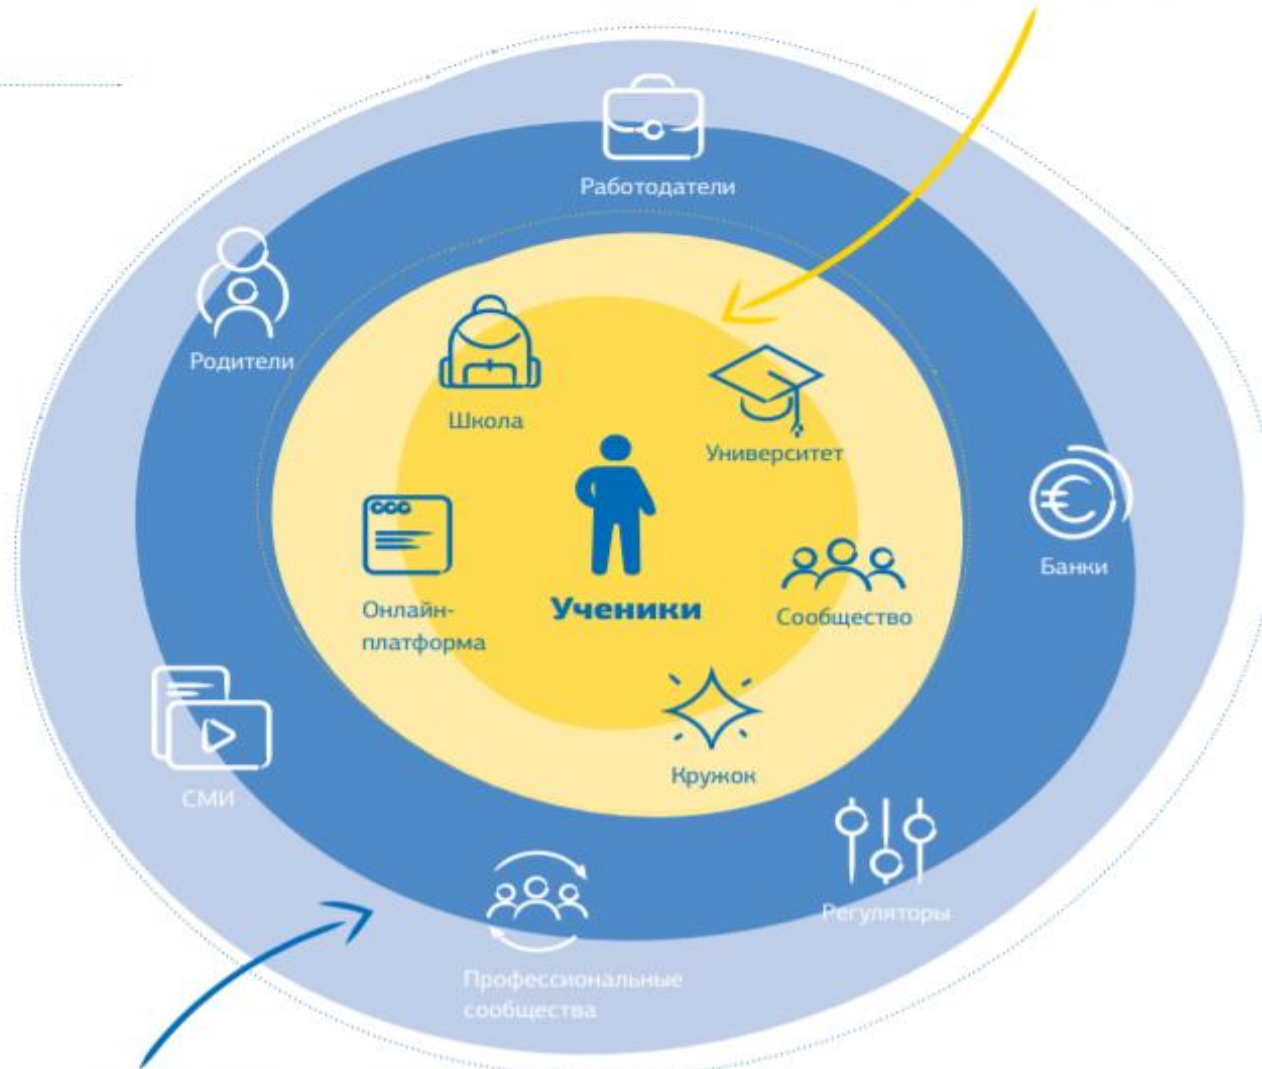 Работодатели
Родители
Школа
Университет
Банки
Онлайн-
платформа
Ученики
Сообщество
Кружок
СМИ
Регуляторы
Профессиональные
сообщества